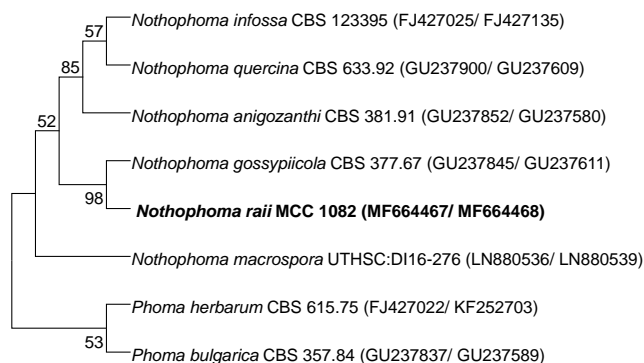 57
Nothophoma infossa CBS 123395 (FJ427025/ FJ427135)
85
Nothophoma quercina CBS 633.92 (GU237900/ GU237609)
52
Nothophoma anigozanthi CBS 381.91 (GU237852/ GU237580)
Nothophoma gossypiicola CBS 377.67 (GU237845/ GU237611)
98
Nothophoma raii MCC 1082 (MF664467/ MF664468)
Nothophoma macrospora UTHSC:DI16-276 (LN880536/ LN880539)
Phoma herbarum CBS 615.75 (FJ427022/ KF252703)
53
Phoma bulgarica CBS 357.84 (GU237837/ GU237589)